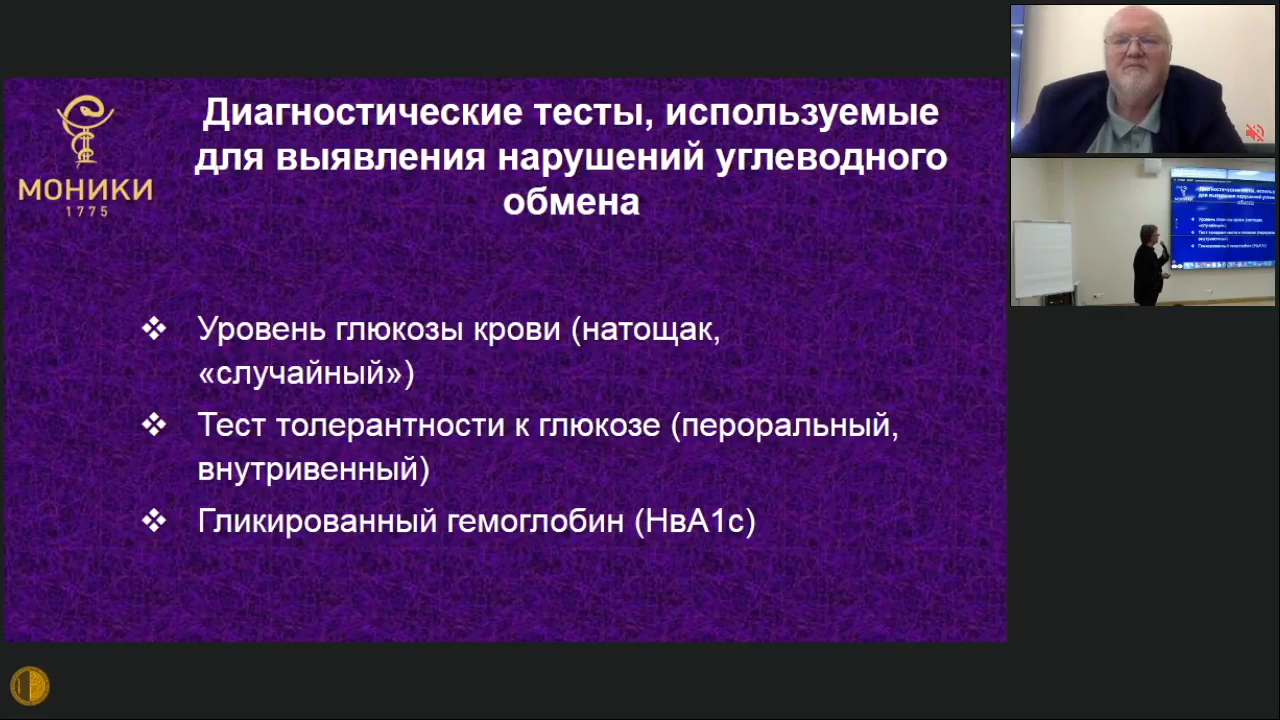 МОНИКИ
1775
Диагностические тесты, используемые
для выявления нарушений углеводного
обмена
❖ Уровень глюкозы крови (натощак,
«случайный»)
❖ Тест толерантности к глюкозе (пероральный,
внутривенный)
❖ Гликированный гемоглобин (НвА1с)